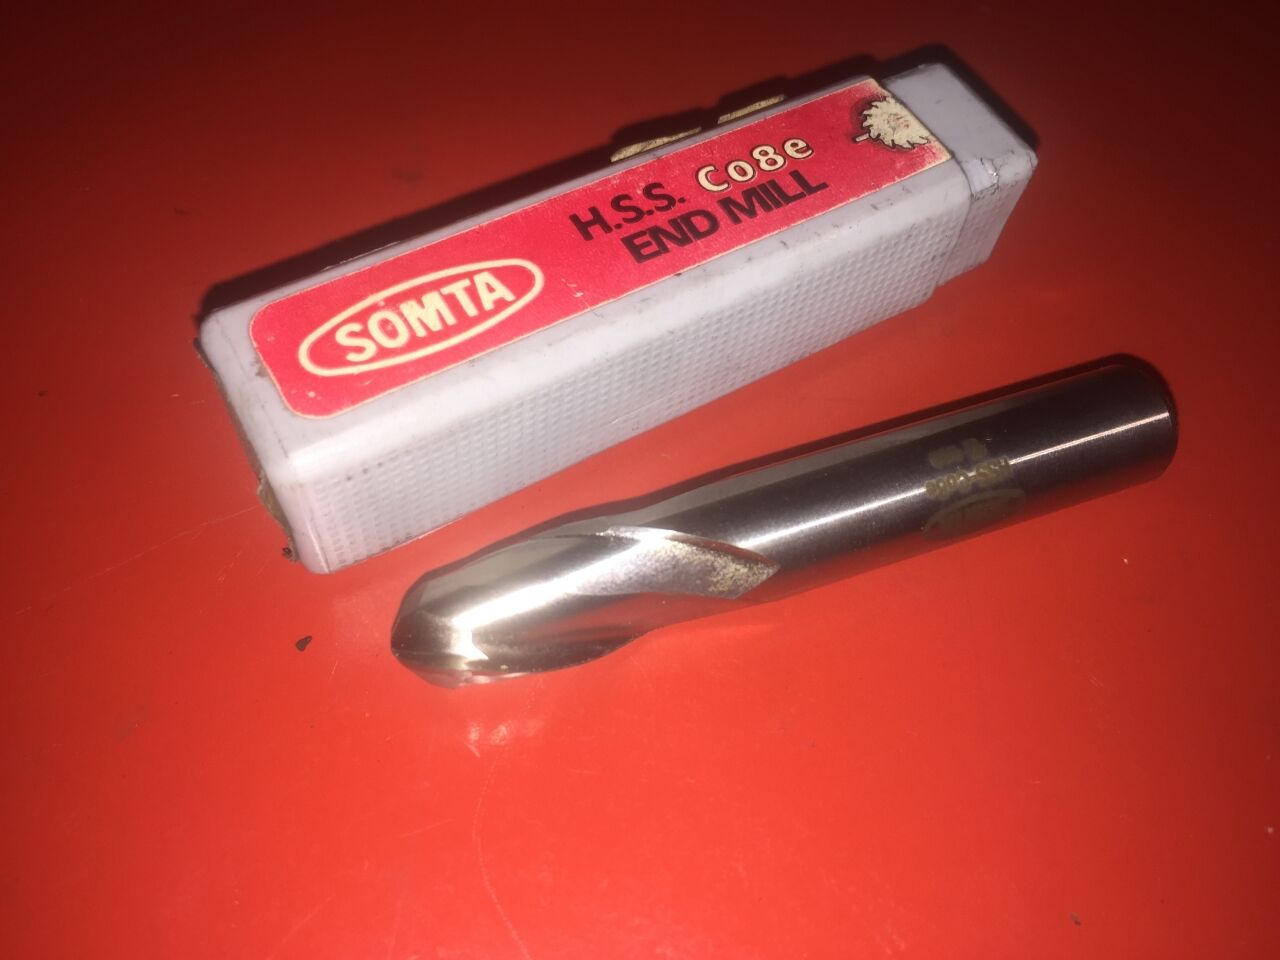 SOMTA
H.S.S. Co8e
END MILL